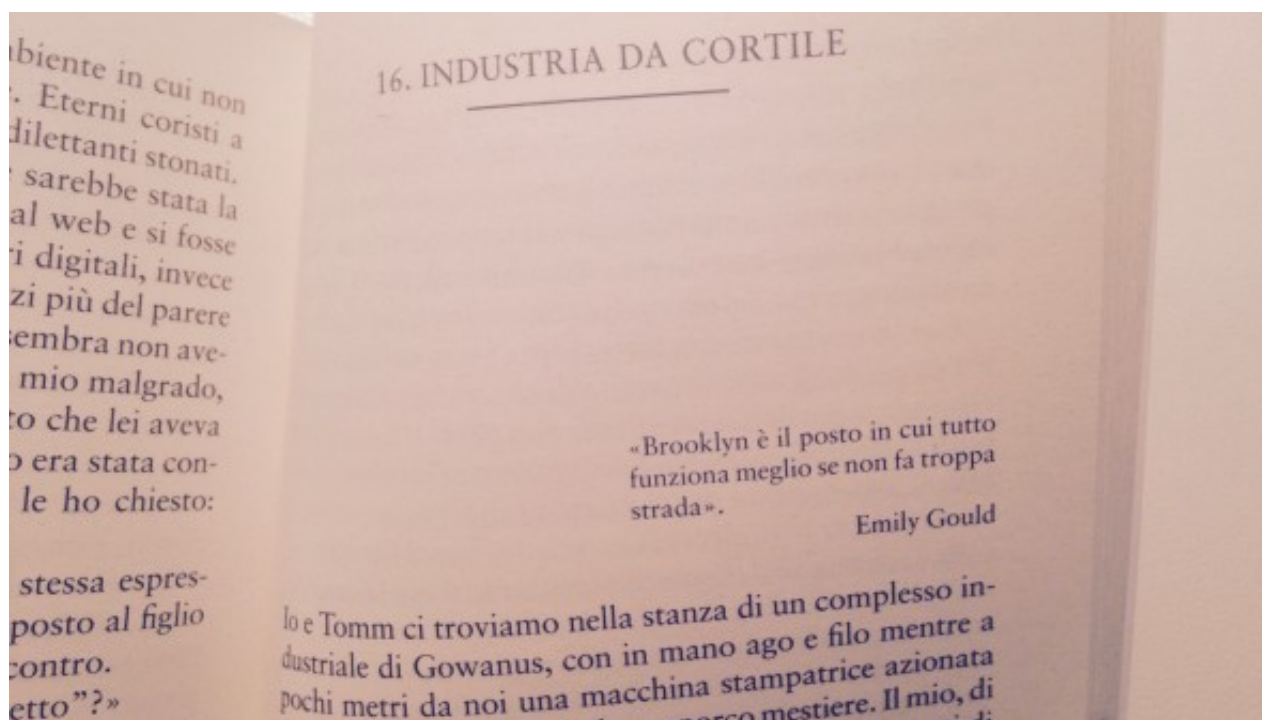 biente in cui non
Eterni coristi a
dilettanti stonati.
sarebbe stata la
al web e si fosse
digitali, invece
più del parere
sembra non ave-
mio malgrado,
che lei aveva
era stata con-
le ho chiesto:
stessa espres-
posto al figlio
contro.
etto”?»
16. INDUSTRIA DA CORTILE
«Brooklyn è il posto in cui tutto
funziona meglio se non fa troppa
strada».
Emily Gould
Io e Tomm ci troviamo nella stanza di un complesso in-
dustriale di Gowanus, con in mano ago e filo mentre a
pochi metri da noi una macchina stampatrice azionata
mestiere. Il mio, di